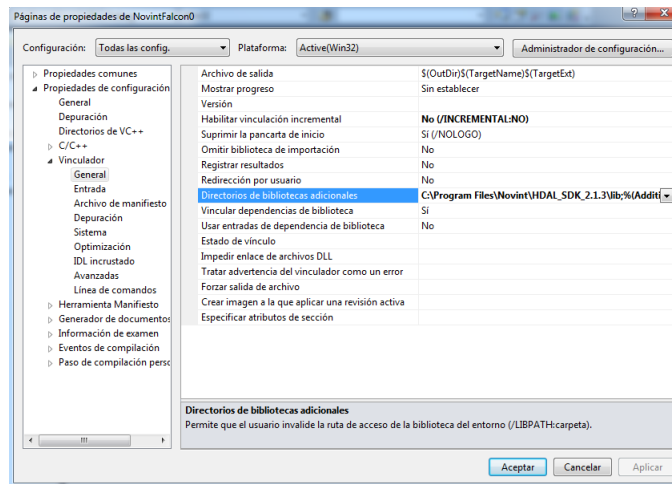 Páginas de propiedades de NovintFalcon0
Configuración: Todas las config. Plataforma: Active(Win32) Administrador de configuración...
Propiedades comunes
Propiedades de configuración
General
Depuración
Directorios de VC++
C/C++
Vinculador
General
Entrada
Archivo de manifiesto
Depuración
Sistema
Optimización
IDL incrustado
Avanzadas
Línea de comandos
Herramienta Manifiesto
Generador de documentos
Información de examen
Eventos de compilación
Paso de compilación perso
Archivo de salida $(OutDir)$(TargetName)$(TargetExt)
Mostrar progreso Sin establecer
Versión
Habilitar vinculación incremental No (/INCREMENTAL:NO)
Suprimir la pancarta de inicio Sí (/NOLOGO)
Omitir biblioteca de importación No
Registrar resultados No
Redirección por usuario No
Directorios de bibliotecas adicionales C:\Program Files\Novint\HDAL_SDK_2.1.3\lib;%(Additi
Vincular dependencias de biblioteca Sí
Usar entradas de dependencia de biblioteca No
Estado de vínculo
Impedir enlace de archivos DLL
Tratar advertencia del vinculador como un error
Forzar salida de archivo
Crear imagen a la que aplicar una revisión activa
Especificar atributos de sección
Directorios de bibliotecas adicionales
Permite que el usuario invalide la ruta de acceso de la biblioteca del entorno (/LIBPATH:carpeta).
Aceptar Cancelar Aplicar